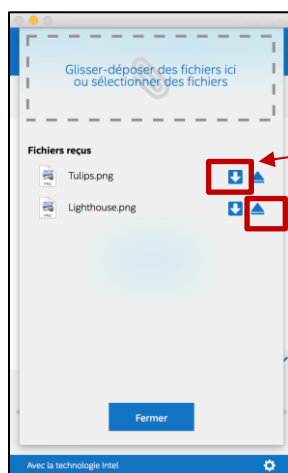 Glisser-déposer des fichiers ici
ou sélectionner des fichiers
Fichiers reçus
Tulips.png
Lighthouse.png
Fermer
Avec la technologie Intel